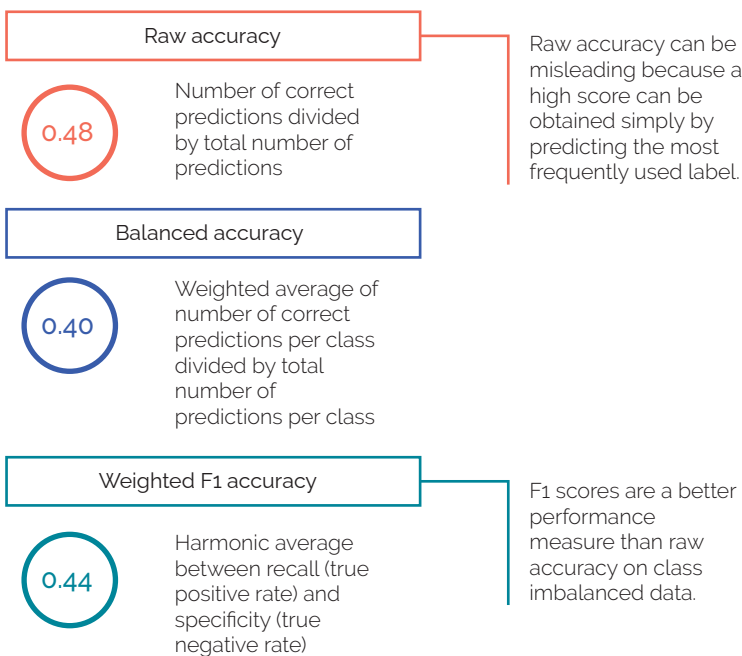 Raw accuracy
0.48
Number of correct
predictions divided
by total number of
predictions
Raw accuracy can be
misleading because a
high score can be
obtained simply by
predicting the most
frequently used label.
Balanced accuracy
0.40
Weighted average of
number of correct
predictions per class
divided by total
number of
predictions per class
Weighted F1 accuracy
0.44
Harmonic average
between recall (true
positive rate) and
specificity (true
negative rate)
F1 scores are a better
performance
measure than raw
accuracy on class
imbalanced data.